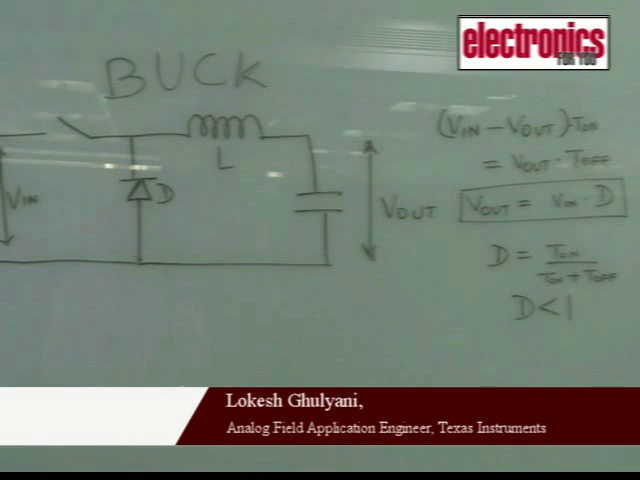 electronics
FOR YOU
BUCK
(VIN − VOUT)·TON
= VOUT · TOFF
L
D
VIN
VOUT
VOUT = VIN · D
D = TON / TON + TOFF
D < 1
Lokesh Ghulyani,
Analog Field Application Engineer, Texas Instruments